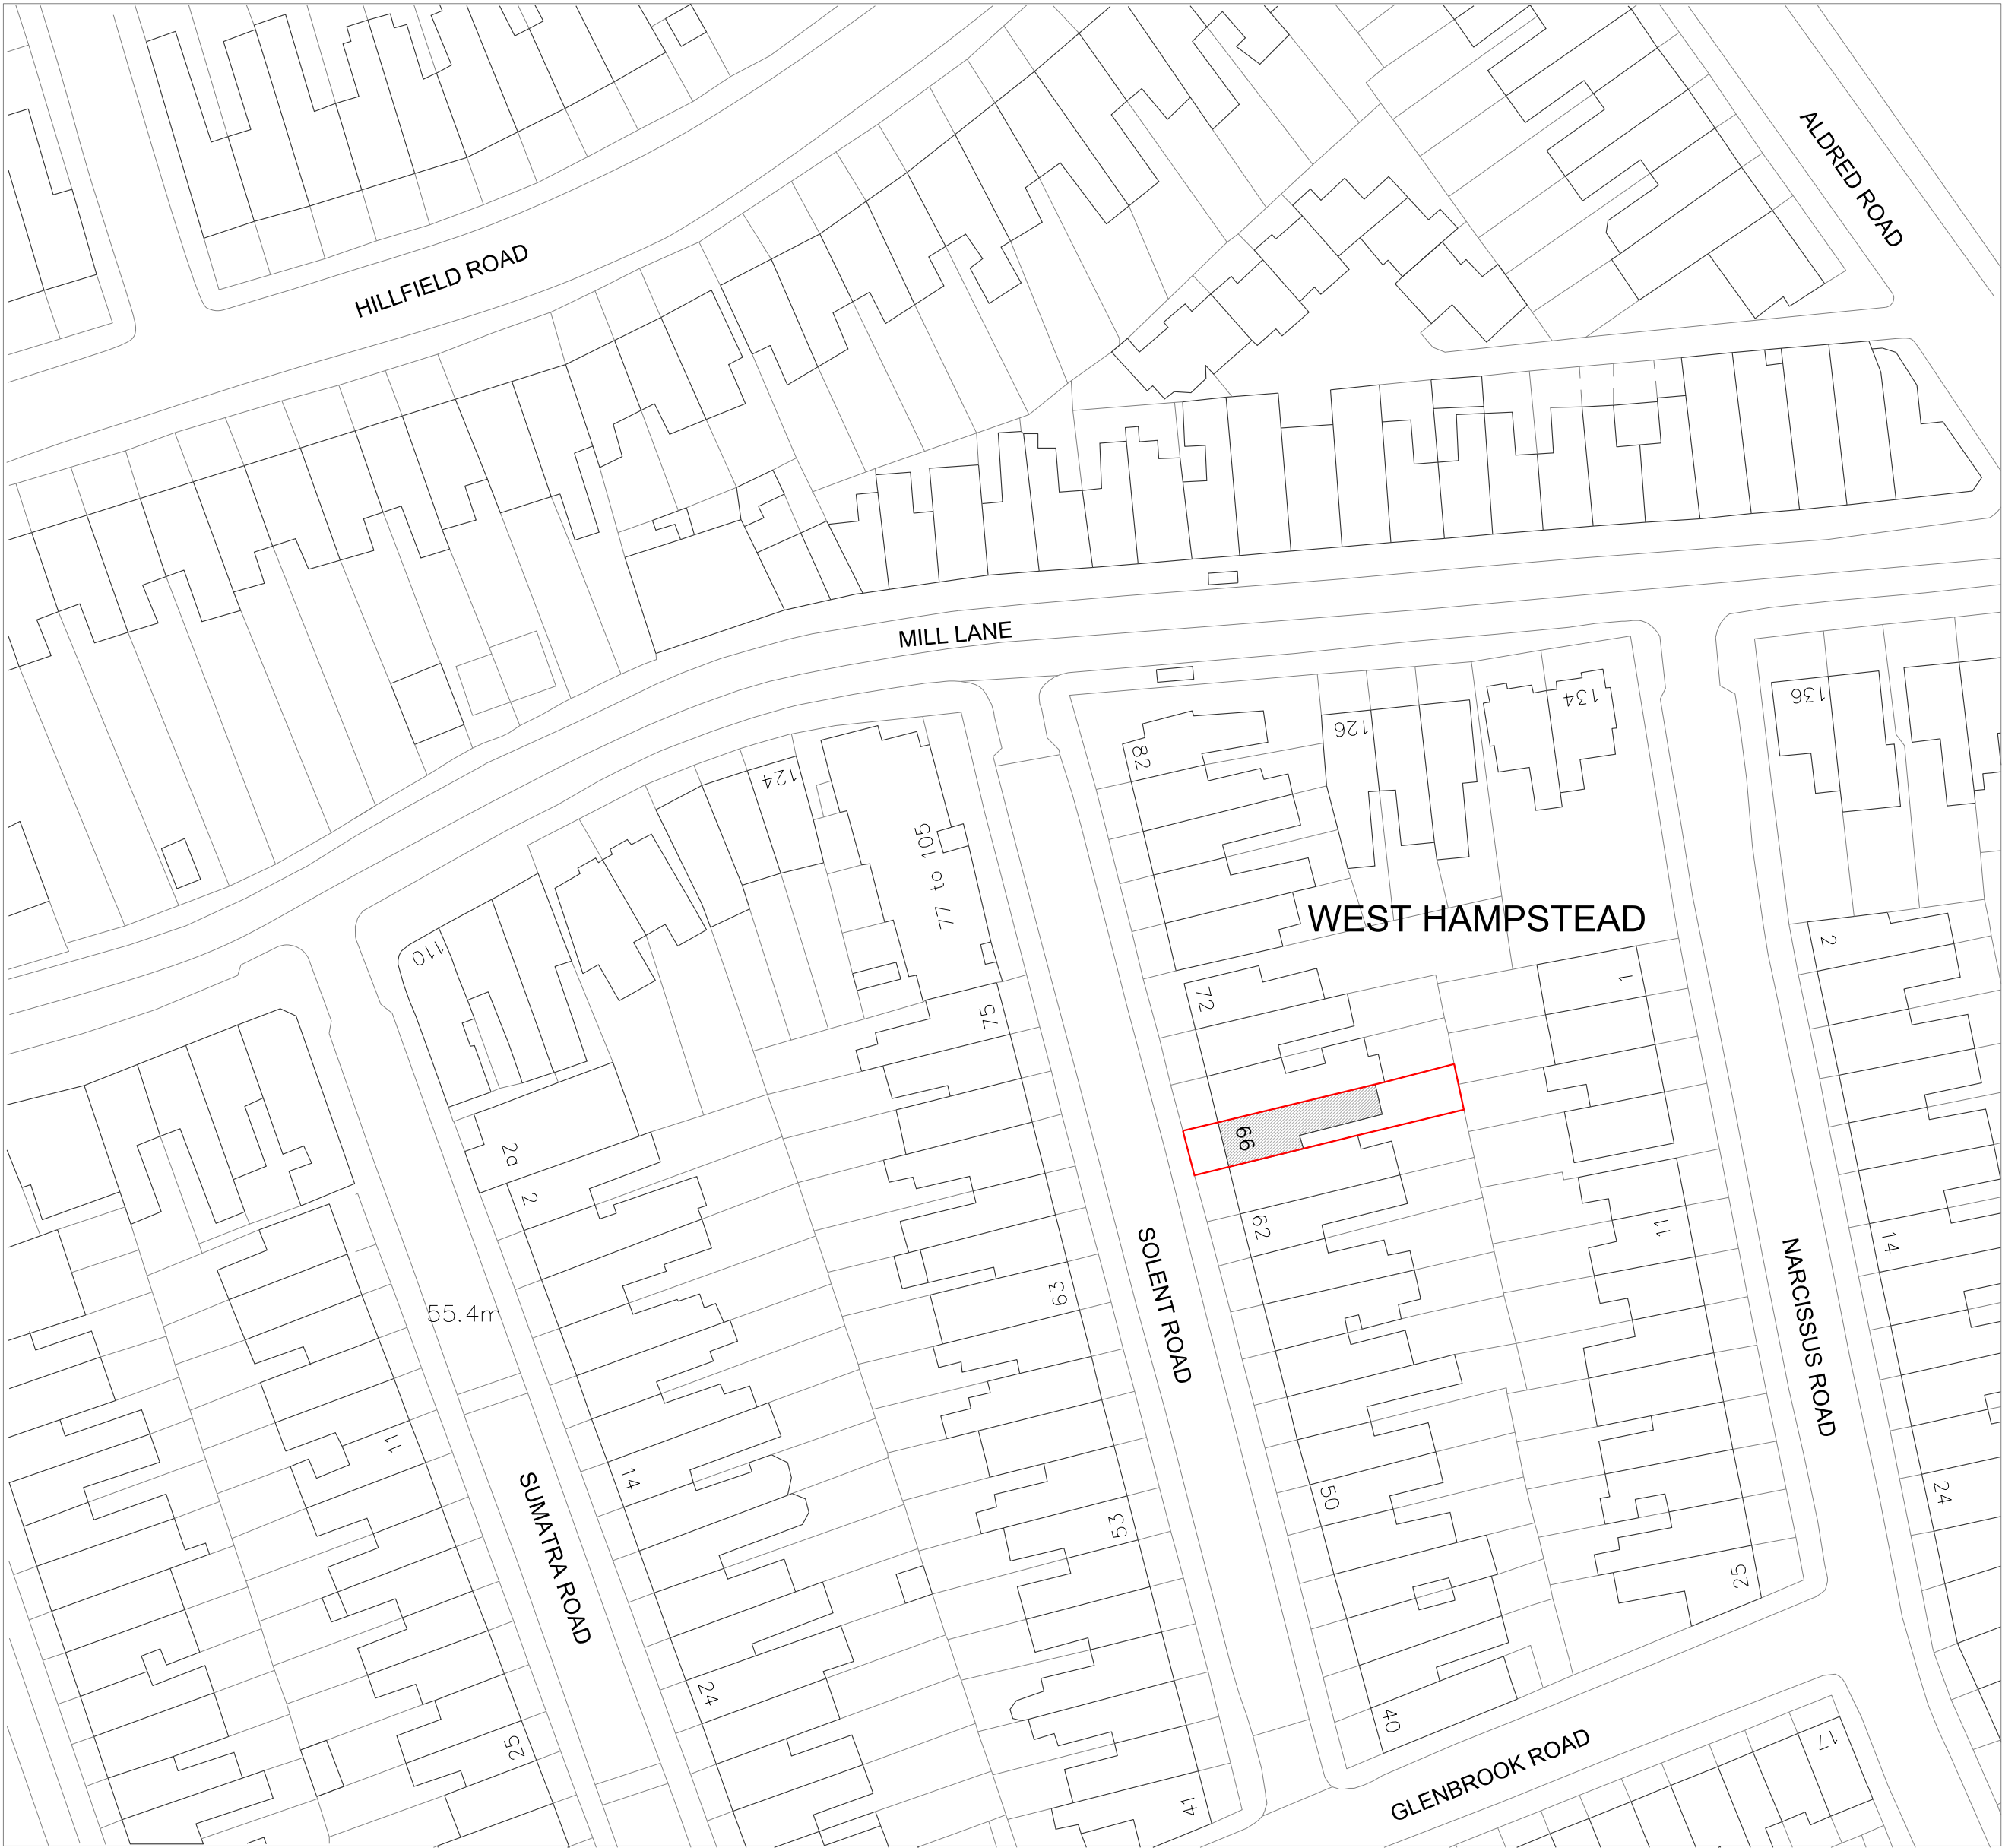 ALDRED ROAD
HILLFIELD ROAD
MILL LANE
134
136
126
82
124
77 to 105
WEST HAMPSTEAD
110
2
1
72
75
66
2a
2
62
11
14
SOLENT ROAD
63
NARCISSUS ROAD
55.4m
11
14
SUMATRA ROAD
50
24
53
25
24
40
25
17
GLENBROOK ROAD
41